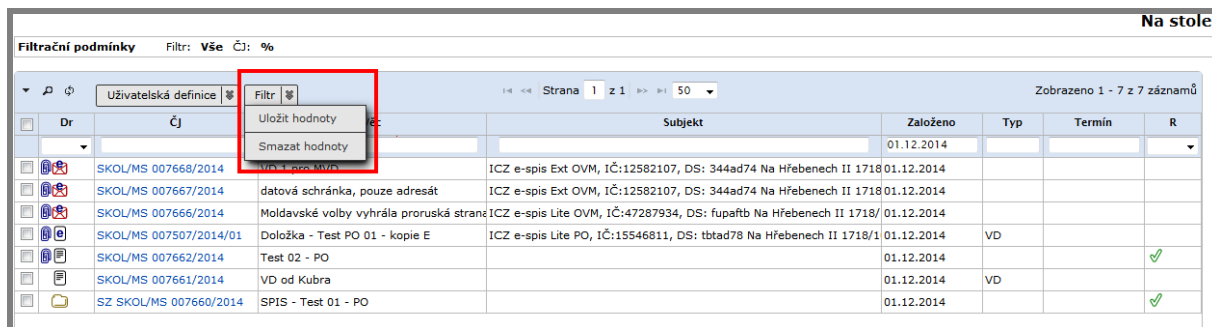 Na stole
Filtrační podmínky Filtr: Vše ČJ: %
Uživatelská definice Filtr Strana 1 z 1 50 Zobrazeno 1 - 7 z 7 záznamů
Uložit hodnoty
Smazat hodnoty
Dr ČJ Subjekt Založeno Typ Termín R
01.12.2014
SKOL/MS 007668/2014 VD 1 pro MVD ICZ e-spis Ext OVM, IČ:12582107, DS: 344ad74 Na Hřebenech II 1718 01.12.2014
SKOL/MS 007667/2014 datová schránka, pouze adresát ICZ e-spis Ext OVM, IČ:12582107, DS: 344ad74 Na Hřebenech II 1718 01.12.2014
SKOL/MS 007666/2014 Moldavské volby vyhrála proruská strana ICZ e-spis Lite OVM, IČ:47287934, DS: fupaftb Na Hřebenech II 1718/ 01.12.2014
SKOL/MS 007507/2014/01 Doložka - Test PO 01 - kopie E ICZ e-spis Lite PO, IČ:15546811, DS: tbtad78 Na Hřebenech II 1718/1 01.12.2014 VD
SKOL/MS 007662/2014 Test 02 - PO 01.12.2014
SKOL/MS 007661/2014 VD od Kubra 01.12.2014 VD
SZ SKOL/MS 007660/2014 SPIS - Test 01 - PO 01.12.2014